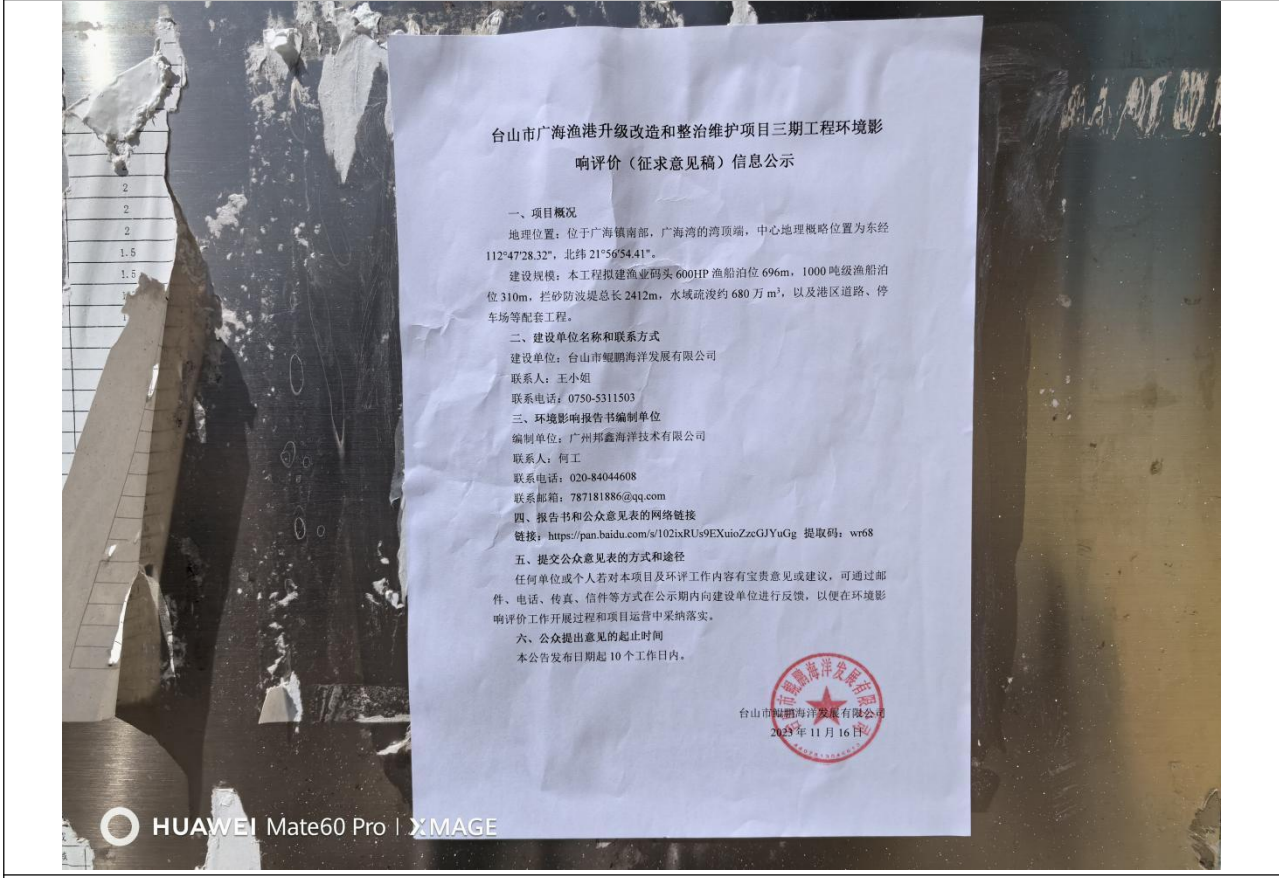 台山市广海渔港升级改造和整治维护项目三期工程环境影
响评价（征求意见稿）信息公示
一、项目概况
地理位置：位于广海镇南部，广海湾的湾顶端，中心地理概略位置为东经
112°47'28.32"，北纬 21°56'54.41"。
建设规模：本工程拟建渔业码头 600HP 渔船泊位 696m，1000 吨级渔船泊
位 310m，拦砂防波堤总长 2412m，水域疏浚约 680 万 m³，以及港区道路、停
车场等配套工程。
二、建设单位名称和联系方式
建设单位：台山市鲲鹏海洋发展有限公司
联系人：王小姐
联系电话：0750-5311503
三、环境影响报告书编制单位
编制单位：广州邦鑫海洋技术有限公司
联系人：何工
联系电话：020-84044608
联系邮箱：787181886@qq.com
四、报告书和公众意见表的网络链接
链接：https://pan.baidu.com/s/102ixRUs9EXuioZzcGJYuGg 提取码：wr68
五、提交公众意见表的方式和途径
任何单位或个人若对本项目及环评工作内容有宝贵意见或建议，可通过邮
件、电话、传真、信件等方式在公示期内向建设单位进行反馈，以便在环境影
响评价工作开展过程和项目运营中采纳落实。
六、公众提出意见的起止时间
本公告发布日期起 10 个工作日内。
台山市鲲鹏海洋发展有限公司
2023 年 11 月 16 日
台山市鲲鹏海洋发展有限公司
2
2
2
1.5
1.5
HUAWEI Mate60 Pro | XMAGE